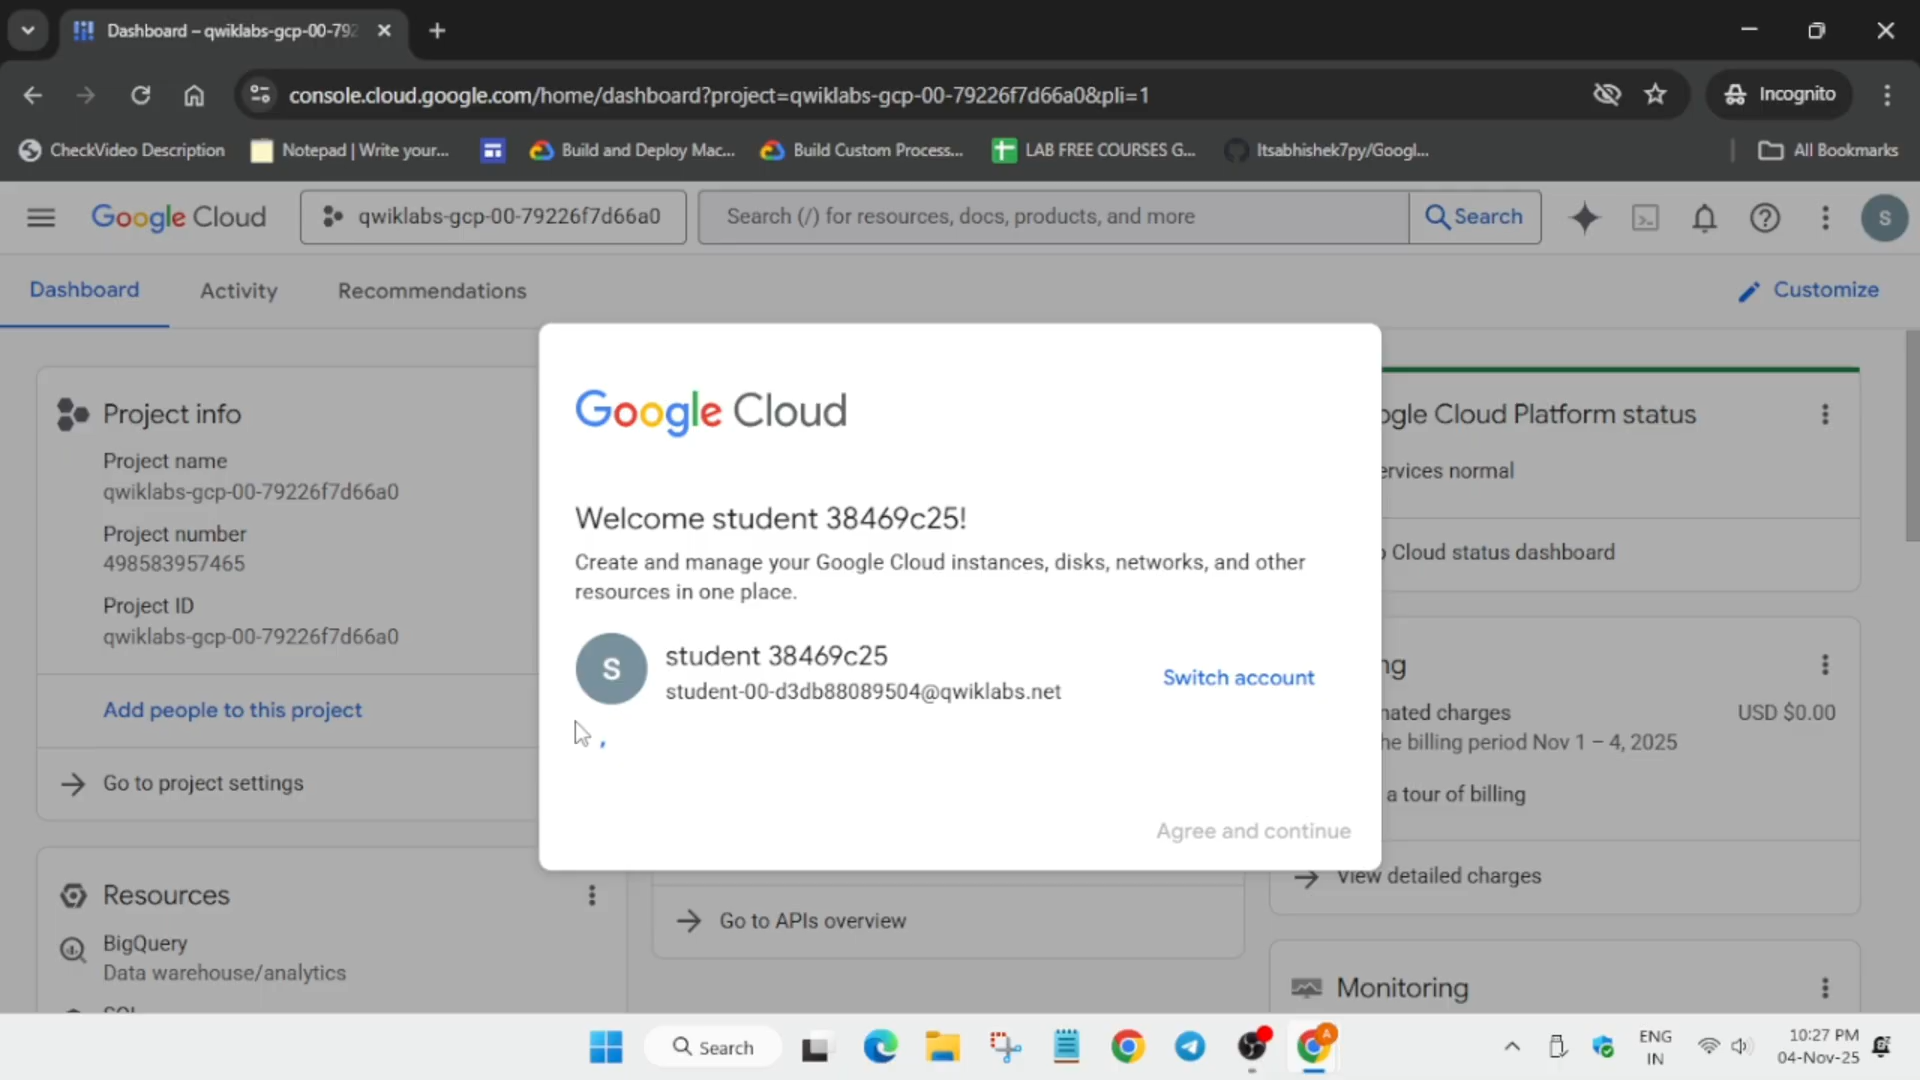 Dashboard – qwiklabs-gcp-00-792
console.cloud.google.com/home/dashboard?project=qwiklabs-gcp-00-79226f7d66a0&pli=1
Incognito
CheckVideo Description
Notepad | Write your...
Build and Deploy Mac...
Build Custom Process...
LAB FREE COURSES G...
Itsabhishek7py/Googl...
All Bookmarks
Google Cloud
qwiklabs-gcp-00-79226f7d66a0
Search (/) for resources, docs, products, and more
Search
S
Dashboard
Activity
Recommendations
Customize
Project info
Project name
qwiklabs-gcp-00-79226f7d66a0
Project number
498583957465
Project ID
qwiklabs-gcp-00-79226f7d66a0
Add people to this project
Go to project settings
Resources
BigQuery
Data warehouse/analytics
Google Cloud
Welcome student 38469c25!
Create and manage your Google Cloud instances, disks, networks, and other
resources in one place.
S
student 38469c25
student-00-d3db88089504@qwiklabs.net
Switch account
Agree and continue
Go to APIs overview
ogle Cloud Platform status
ervices normal
Cloud status dashboard
ng
nated charges
USD $0.00
he billing period Nov 1 – 4, 2025
a tour of billing
View detailed charges
Monitoring
Search
A
ENG
IN
10:27 PM
04-Nov-25